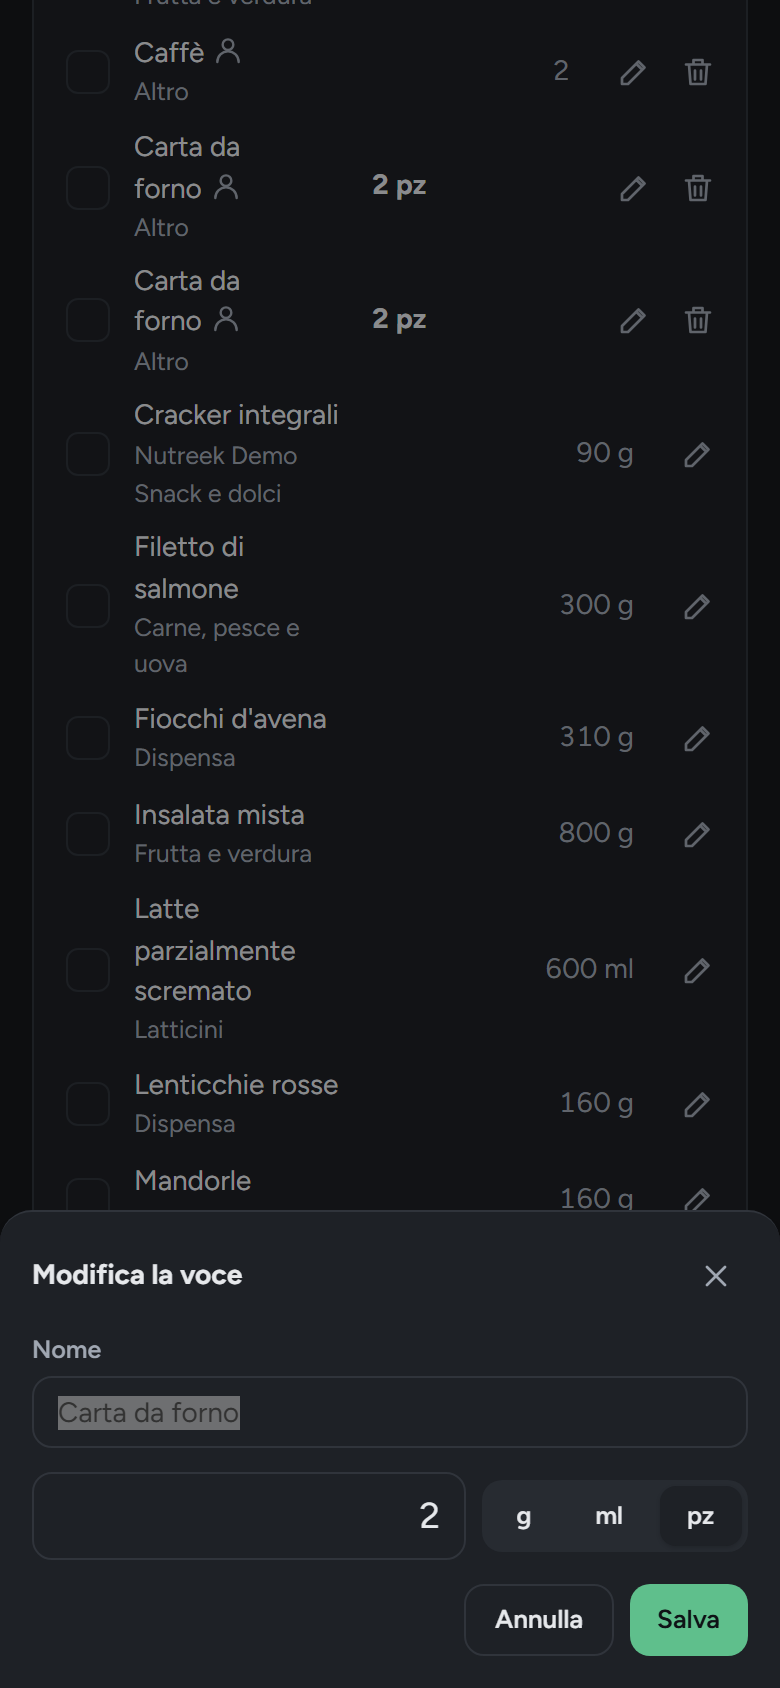 Frutta e verdura
Caffè
Altro
2
Carta da
forno
Altro
2 pz
Carta da
forno
Altro
2 pz
Cracker integrali
Nutreek Demo
Snack e dolci
90 g
Filetto di
salmone
Carne, pesce e
uova
300 g
Fiocchi d'avena
Dispensa
310 g
Insalata mista
Frutta e verdura
800 g
Latte
parzialmente
scremato
Latticini
600 ml
Lenticchie rosse
Dispensa
160 g
Mandorle
160 g
Modifica la voce
Nome
Carta da forno
2
g ml pz
Annulla Salva